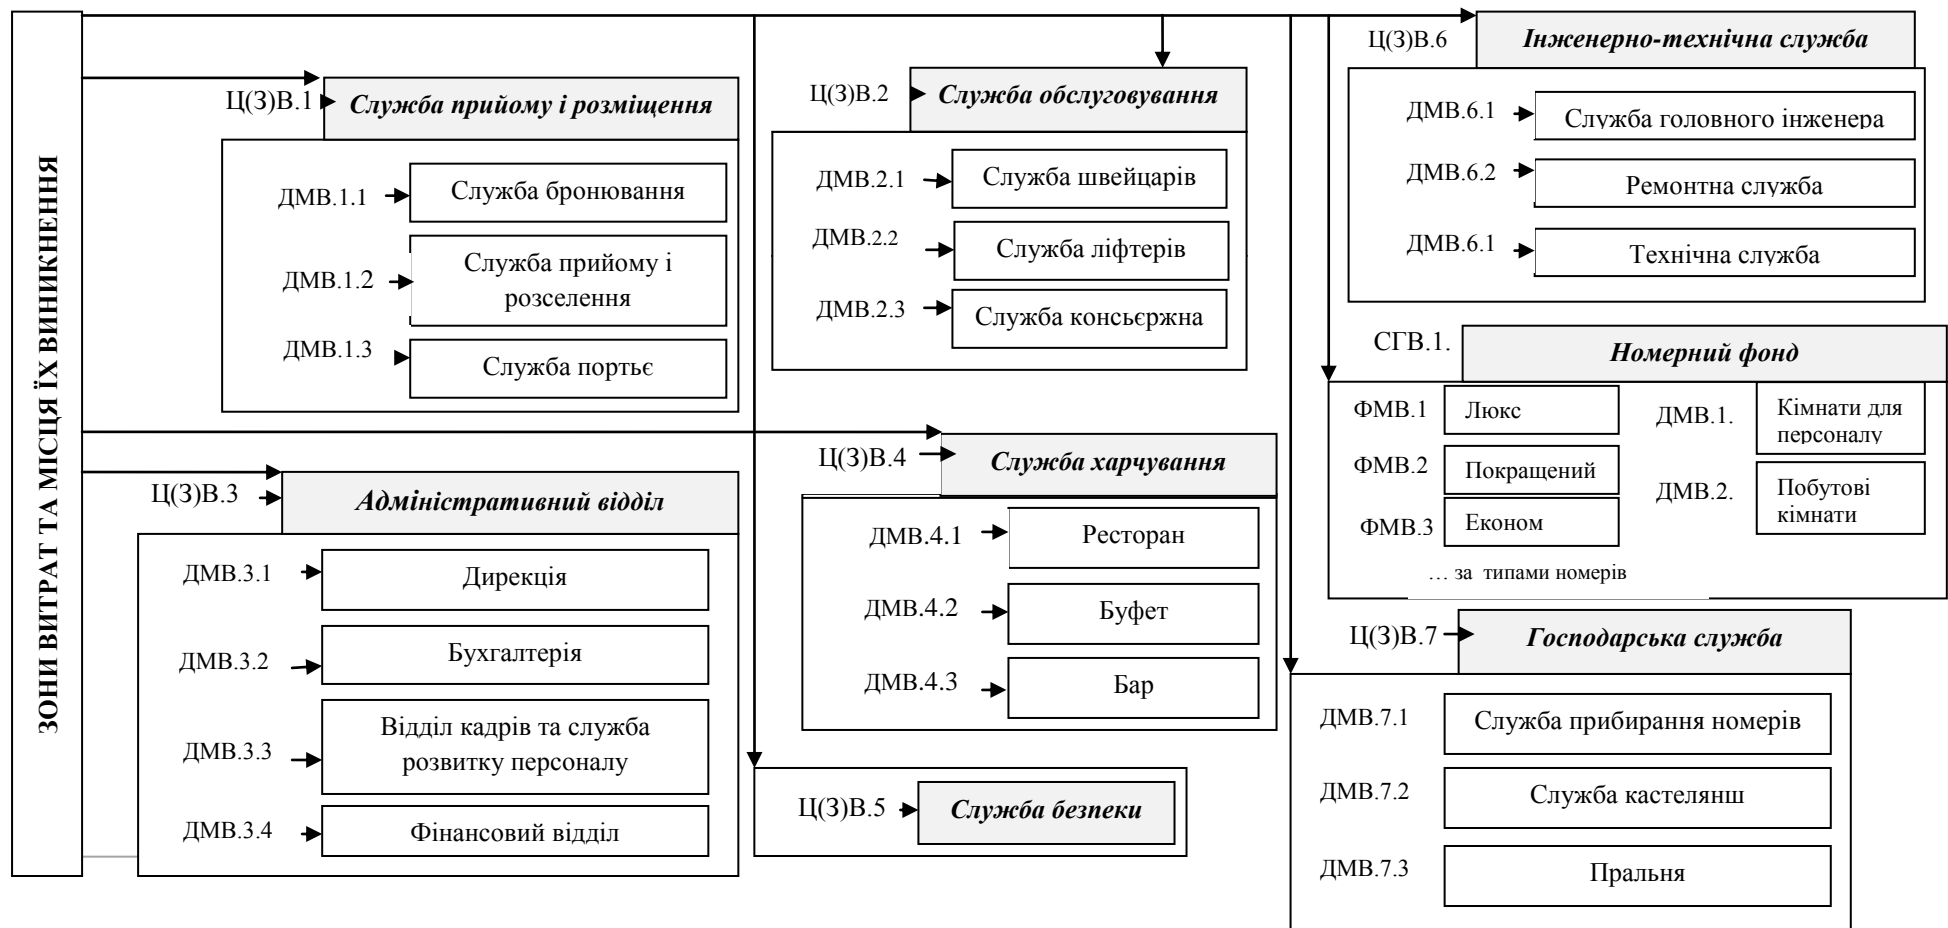 ЗОНИ ВИТРАТ ТА МІСЦЯ ЇХ ВИНИКНЕННЯ
Ц(З)В.1
Служба прийому і розміщення
ДМВ.1.1
Служба бронювання
ДМВ.1.2
Служба прийому і
розселення
ДМВ.1.3
Служба портьє
Ц(З)В.2
Служба обслуговування
ДМВ.2.1
Служба швейцарів
ДМВ.2.2
Служба ліфтерів
ДМВ.2.3
Служба консьєржна
Ц(З)В.3
Адміністративний відділ
ДМВ.3.1
Дирекція
ДМВ.3.2
Бухгалтерія
ДМВ.3.3
Відділ кадрів та служба
розвитку персоналу
ДМВ.3.4
Фінансовий відділ
Ц(З)В.4
Служба харчування
ДМВ.4.1
Ресторан
ДМВ.4.2
Буфет
ДМВ.4.3
Бар
Ц(З)В.5
Служба безпеки
Ц(З)В.6
Інженерно-технічна служба
ДМВ.6.1
Служба головного інженера
ДМВ.6.2
Ремонтна служба
ДМВ.6.1
Технічна служба
СГВ.1.
Номерний фонд
ФМВ.1
Люкс
ФМВ.2
Покращений
ФМВ.3
Економ
ДМВ.1.
Кімнати для
персоналу
ДМВ.2.
Побутові
кімнати
… за типами номерів
Ц(З)В.7
Господарська служба
ДМВ.7.1
Служба прибирання номерів
ДМВ.7.2
Служба кастелянш
ДМВ.7.3
Пральня